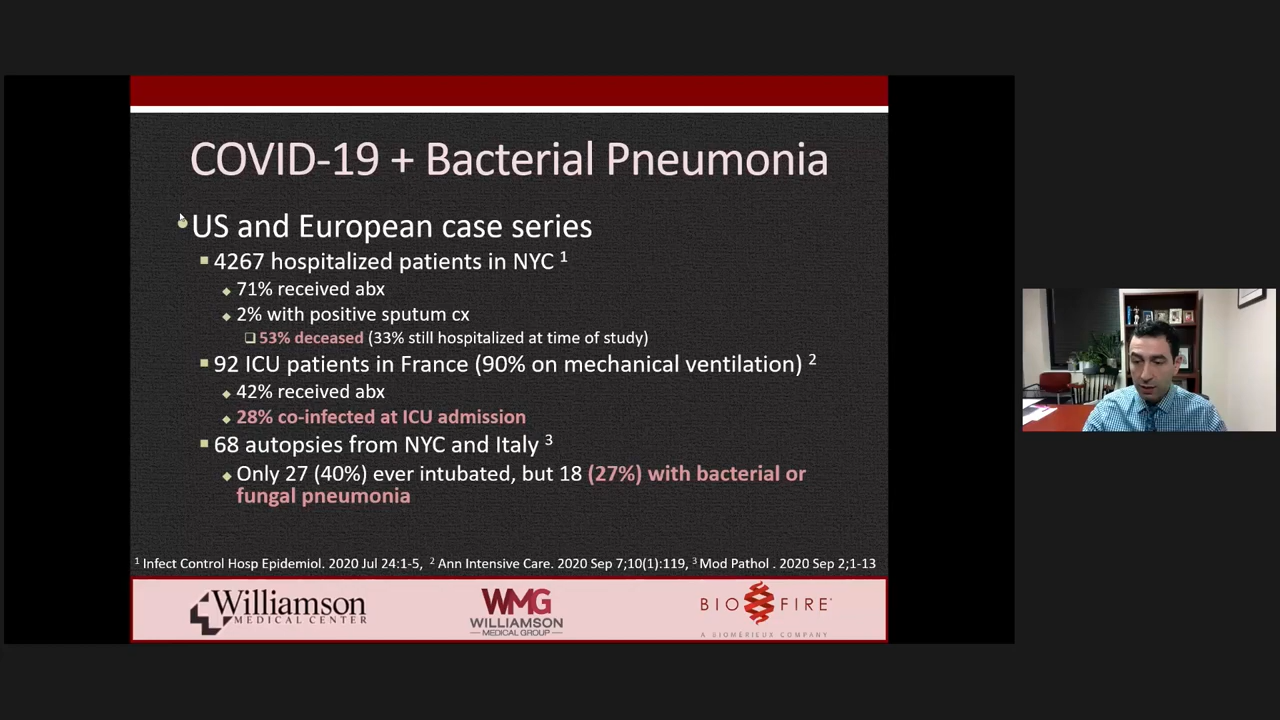 COVID-19 + Bacterial Pneumonia
US and European case series
4267 hospitalized patients in NYC 1
71% received abx
2% with positive sputum cx
53% deceased (33% still hospitalized at time of study)
92 ICU patients in France (90% on mechanical ventilation) 2
42% received abx
28% co-infected at ICU admission
68 autopsies from NYC and Italy 3
Only 27 (40%) ever intubated, but 18 (27%) with bacterial or
fungal pneumonia
1 Infect Control Hosp Epidemiol. 2020 Jul 24:1-5, 2 Ann Intensive Care. 2020 Sep 7;10(1):119, 3 Mod Pathol . 2020 Sep 2;1-13
Williamson
MEDICAL CENTER
WMG
WILLIAMSON
MEDICAL GROUP
BIO FIRE
A BIOMÉRIEUX COMPANY